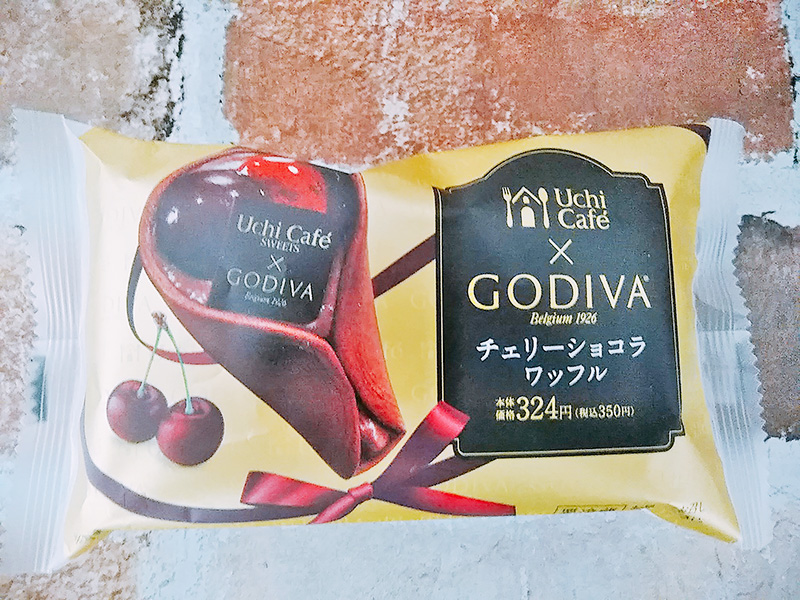 Uchi Café
SWEETS
×
GODIVA
Belgium 1926
Uchi
Café
×
GODIVA
Belgium 1926
チェリーショコラ
ワッフル
本体
価格 324円(税込350円)